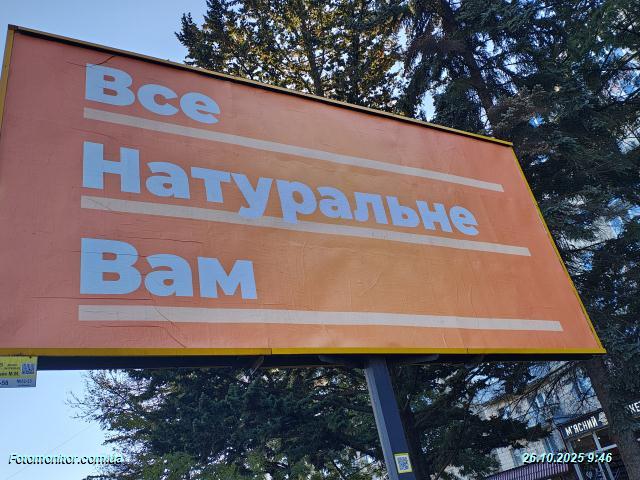 Все
Натуральне
Вам
М'ЯСНИЙ
Fotomonitor.com.ua
26.10.2025 9:46